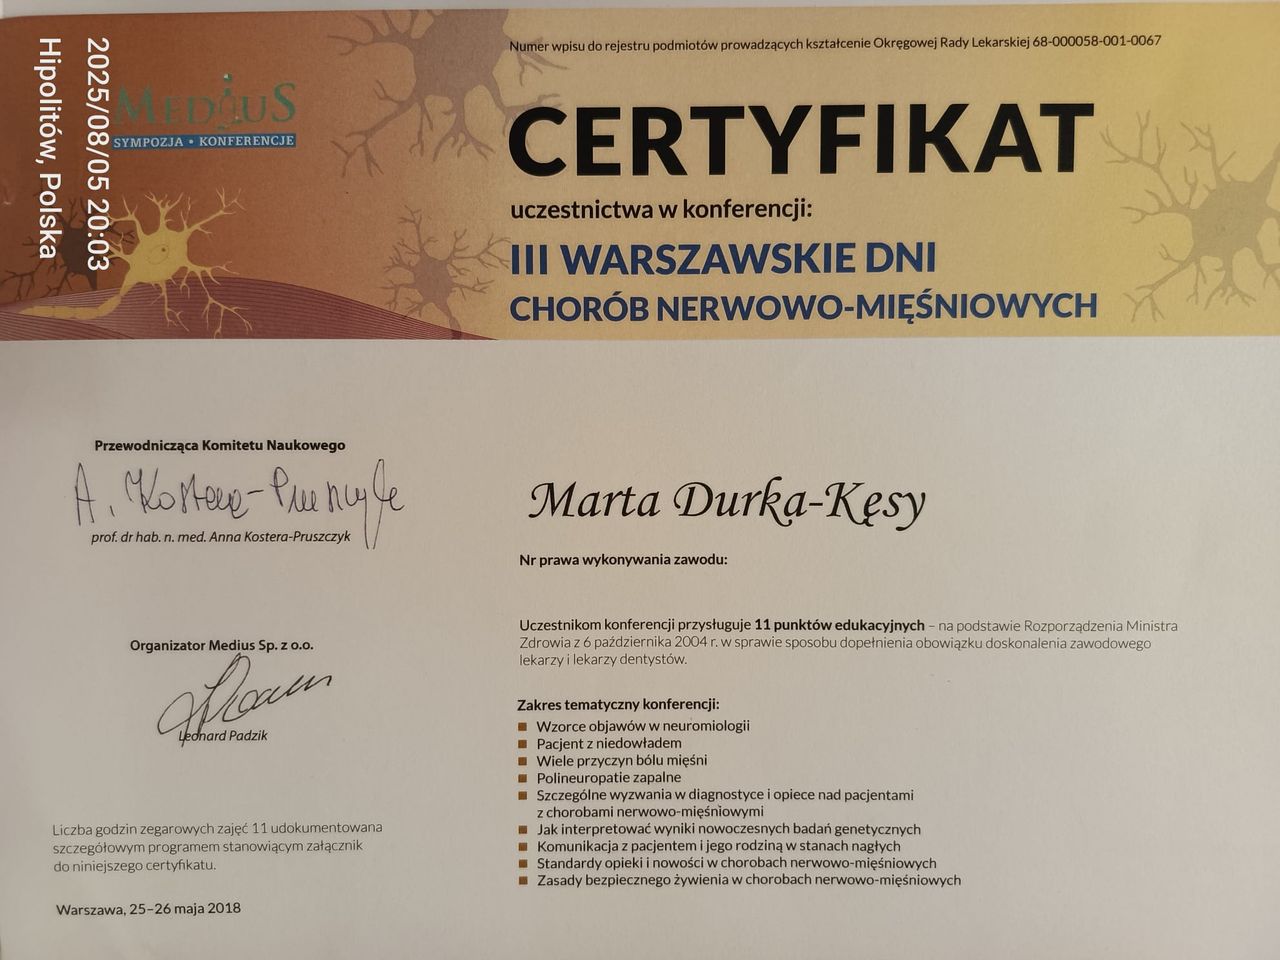 2025/08/05 20:03
Hipolitów, Polska
MEDIUS
SYMPOZJA • KONFERENCJE
Numer wpisu do rejestru podmiotów prowadzących kształcenie Okręgowej Rady Lekarskiej 68-000058-001-0067
CERTYFIKAT
uczestnictwa w konferencji:
III WARSZAWSKIE DNI
CHORÓB NERWOWO-MIĘŚNIOWYCH
Przewodnicząca Komitetu Naukowego
A. Kostera-Pruszczyk
prof. dr hab. n. med. Anna Kostera-Pruszczyk
Organizator Medius Sp. z o.o.
Leonard Padzik
Liczba godzin zegarowych zajęć 11 udokumentowana
szczegółowym programem stanowiącym załącznik
do niniejszego certyfikatu.
Warszawa, 25–26 maja 2018
Marta Durka-Kęsy
Nr prawa wykonywania zawodu:
Uczestnikom konferencji przysługuje 11 punktów edukacyjnych – na podstawie Rozporządzenia Ministra
Zdrowia z 6 października 2004 r. w sprawie sposobu dopełnienia obowiązku doskonalenia zawodowego
lekarzy i lekarzy dentystów.
Zakres tematyczny konferencji:
Wzorce objawów w neuromiologii
Pacjent z niedowładem
Wiele przyczyn bólu mięśni
Polineuropatie zapalne
Szczególne wyzwania w diagnostyce i opiece nad pacjentami
z chorobami nerwowo-mięśniowymi
Jak interpretować wyniki nowoczesnych badań genetycznych
Komunikacja z pacjentem i jego rodziną w stanach nagłych
Standardy opieki i nowości w chorobach nerwowo-mięśniowych
Zasady bezpiecznego żywienia w chorobach nerwowo-mięśniowych